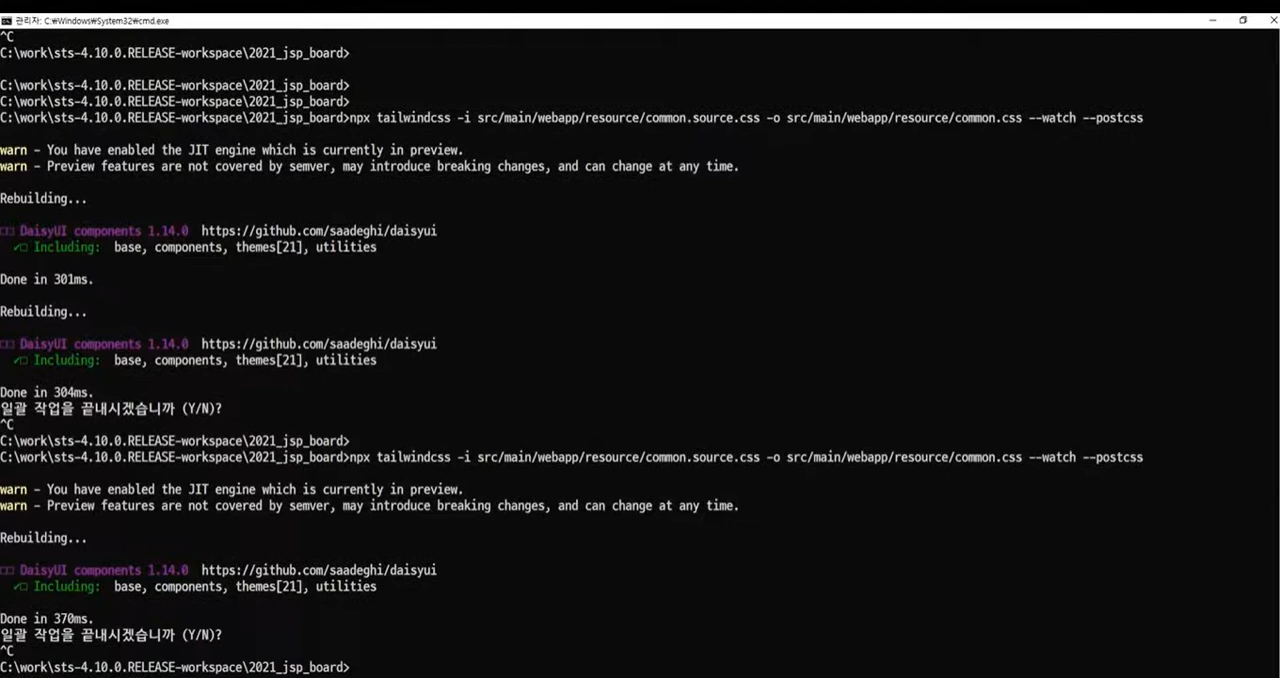 관리자: C:\Windows\System32\cmd.exe
^C
C:\work\sts-4.10.0.RELEASE-workspace\2021_jsp_board>
C:\work\sts-4.10.0.RELEASE-workspace\2021_jsp_board>
C:\work\sts-4.10.0.RELEASE-workspace\2021_jsp_board>
C:\work\sts-4.10.0.RELEASE-workspace\2021_jsp_board>npx tailwindcss -i src/main/webapp/resource/common.source.css -o src/main/webapp/resource/common.css --watch --postcss
warn - You have enabled the JIT engine which is currently in preview.
warn - Preview features are not covered by semver, may introduce breaking changes, and can change at any time.
Rebuilding...
DaisyUI components 1.14.0  https://github.com/saadeghi/daisyui
✔︎ Including:  base, components, themes[21], utilities
Done in 301ms.
Rebuilding...
DaisyUI components 1.14.0  https://github.com/saadeghi/daisyui
✔︎ Including:  base, components, themes[21], utilities
Done in 304ms.
일괄 작업을 끝내시겠습니까 (Y/N)?
^C
C:\work\sts-4.10.0.RELEASE-workspace\2021_jsp_board>
C:\work\sts-4.10.0.RELEASE-workspace\2021_jsp_board>npx tailwindcss -i src/main/webapp/resource/common.source.css -o src/main/webapp/resource/common.css --watch --postcss
warn - You have enabled the JIT engine which is currently in preview.
warn - Preview features are not covered by semver, may introduce breaking changes, and can change at any time.
Rebuilding...
DaisyUI components 1.14.0  https://github.com/saadeghi/daisyui
✔︎ Including:  base, components, themes[21], utilities
Done in 370ms.
일괄 작업을 끝내시겠습니까 (Y/N)?
^C
C:\work\sts-4.10.0.RELEASE-workspace\2021_jsp_board>